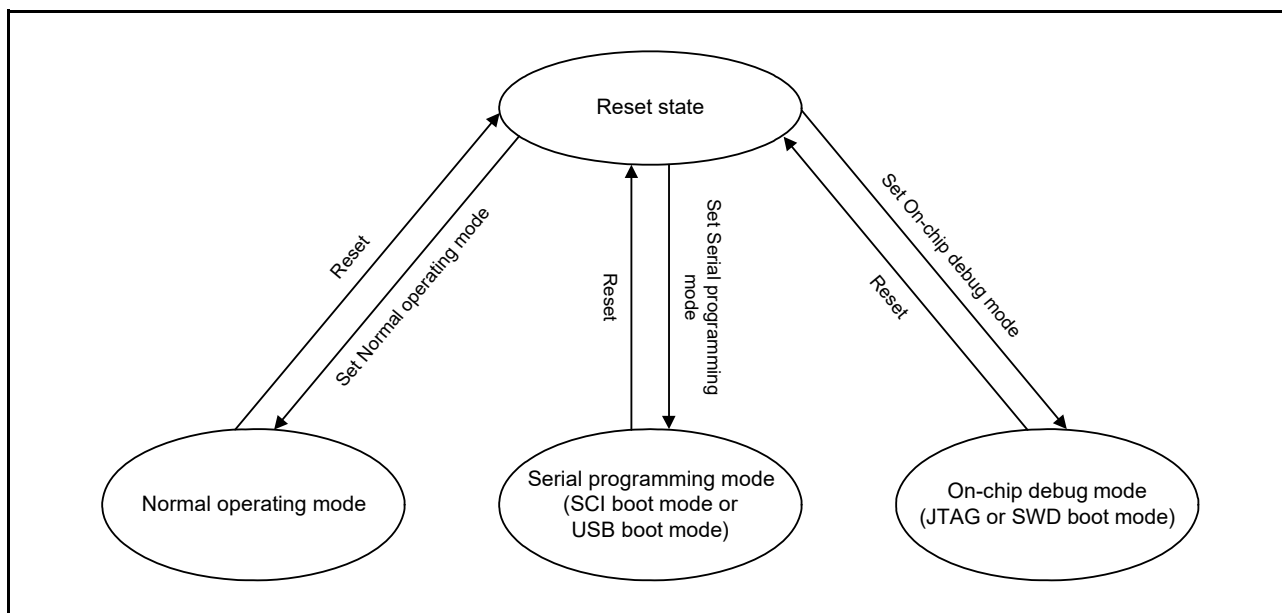 Reset state
Reset
Set Normal operating mode
Reset
Set Serial programming
mode
Set On-chip debug mode
Reset
Normal operating mode
Serial programming mode
(SCI boot mode or
USB boot mode)
On-chip debug mode
(JTAG or SWD boot mode)